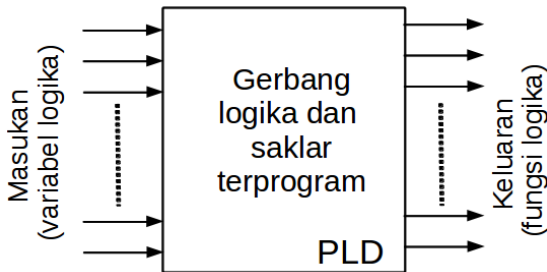 Masukan
(variabel logika)
Gerbang
logika dan
saklar
terprogram
PLD
Keluaran
(fungsi logika)